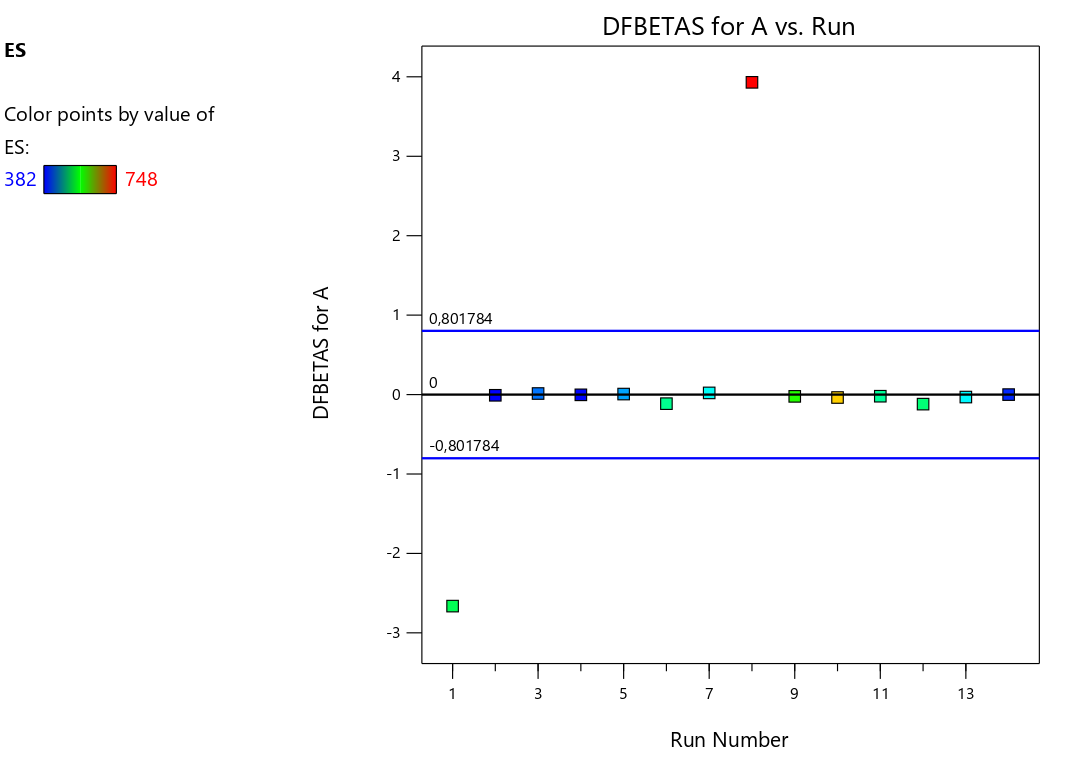 ES
Color points by value of
ES:
382 748
DFBETAS for A vs. Run
DFBETAS for A
4
3
2
1
0
-1
-2
-3
0,801784
0
-0,801784
1 3 5 7 9 11 13
Run Number